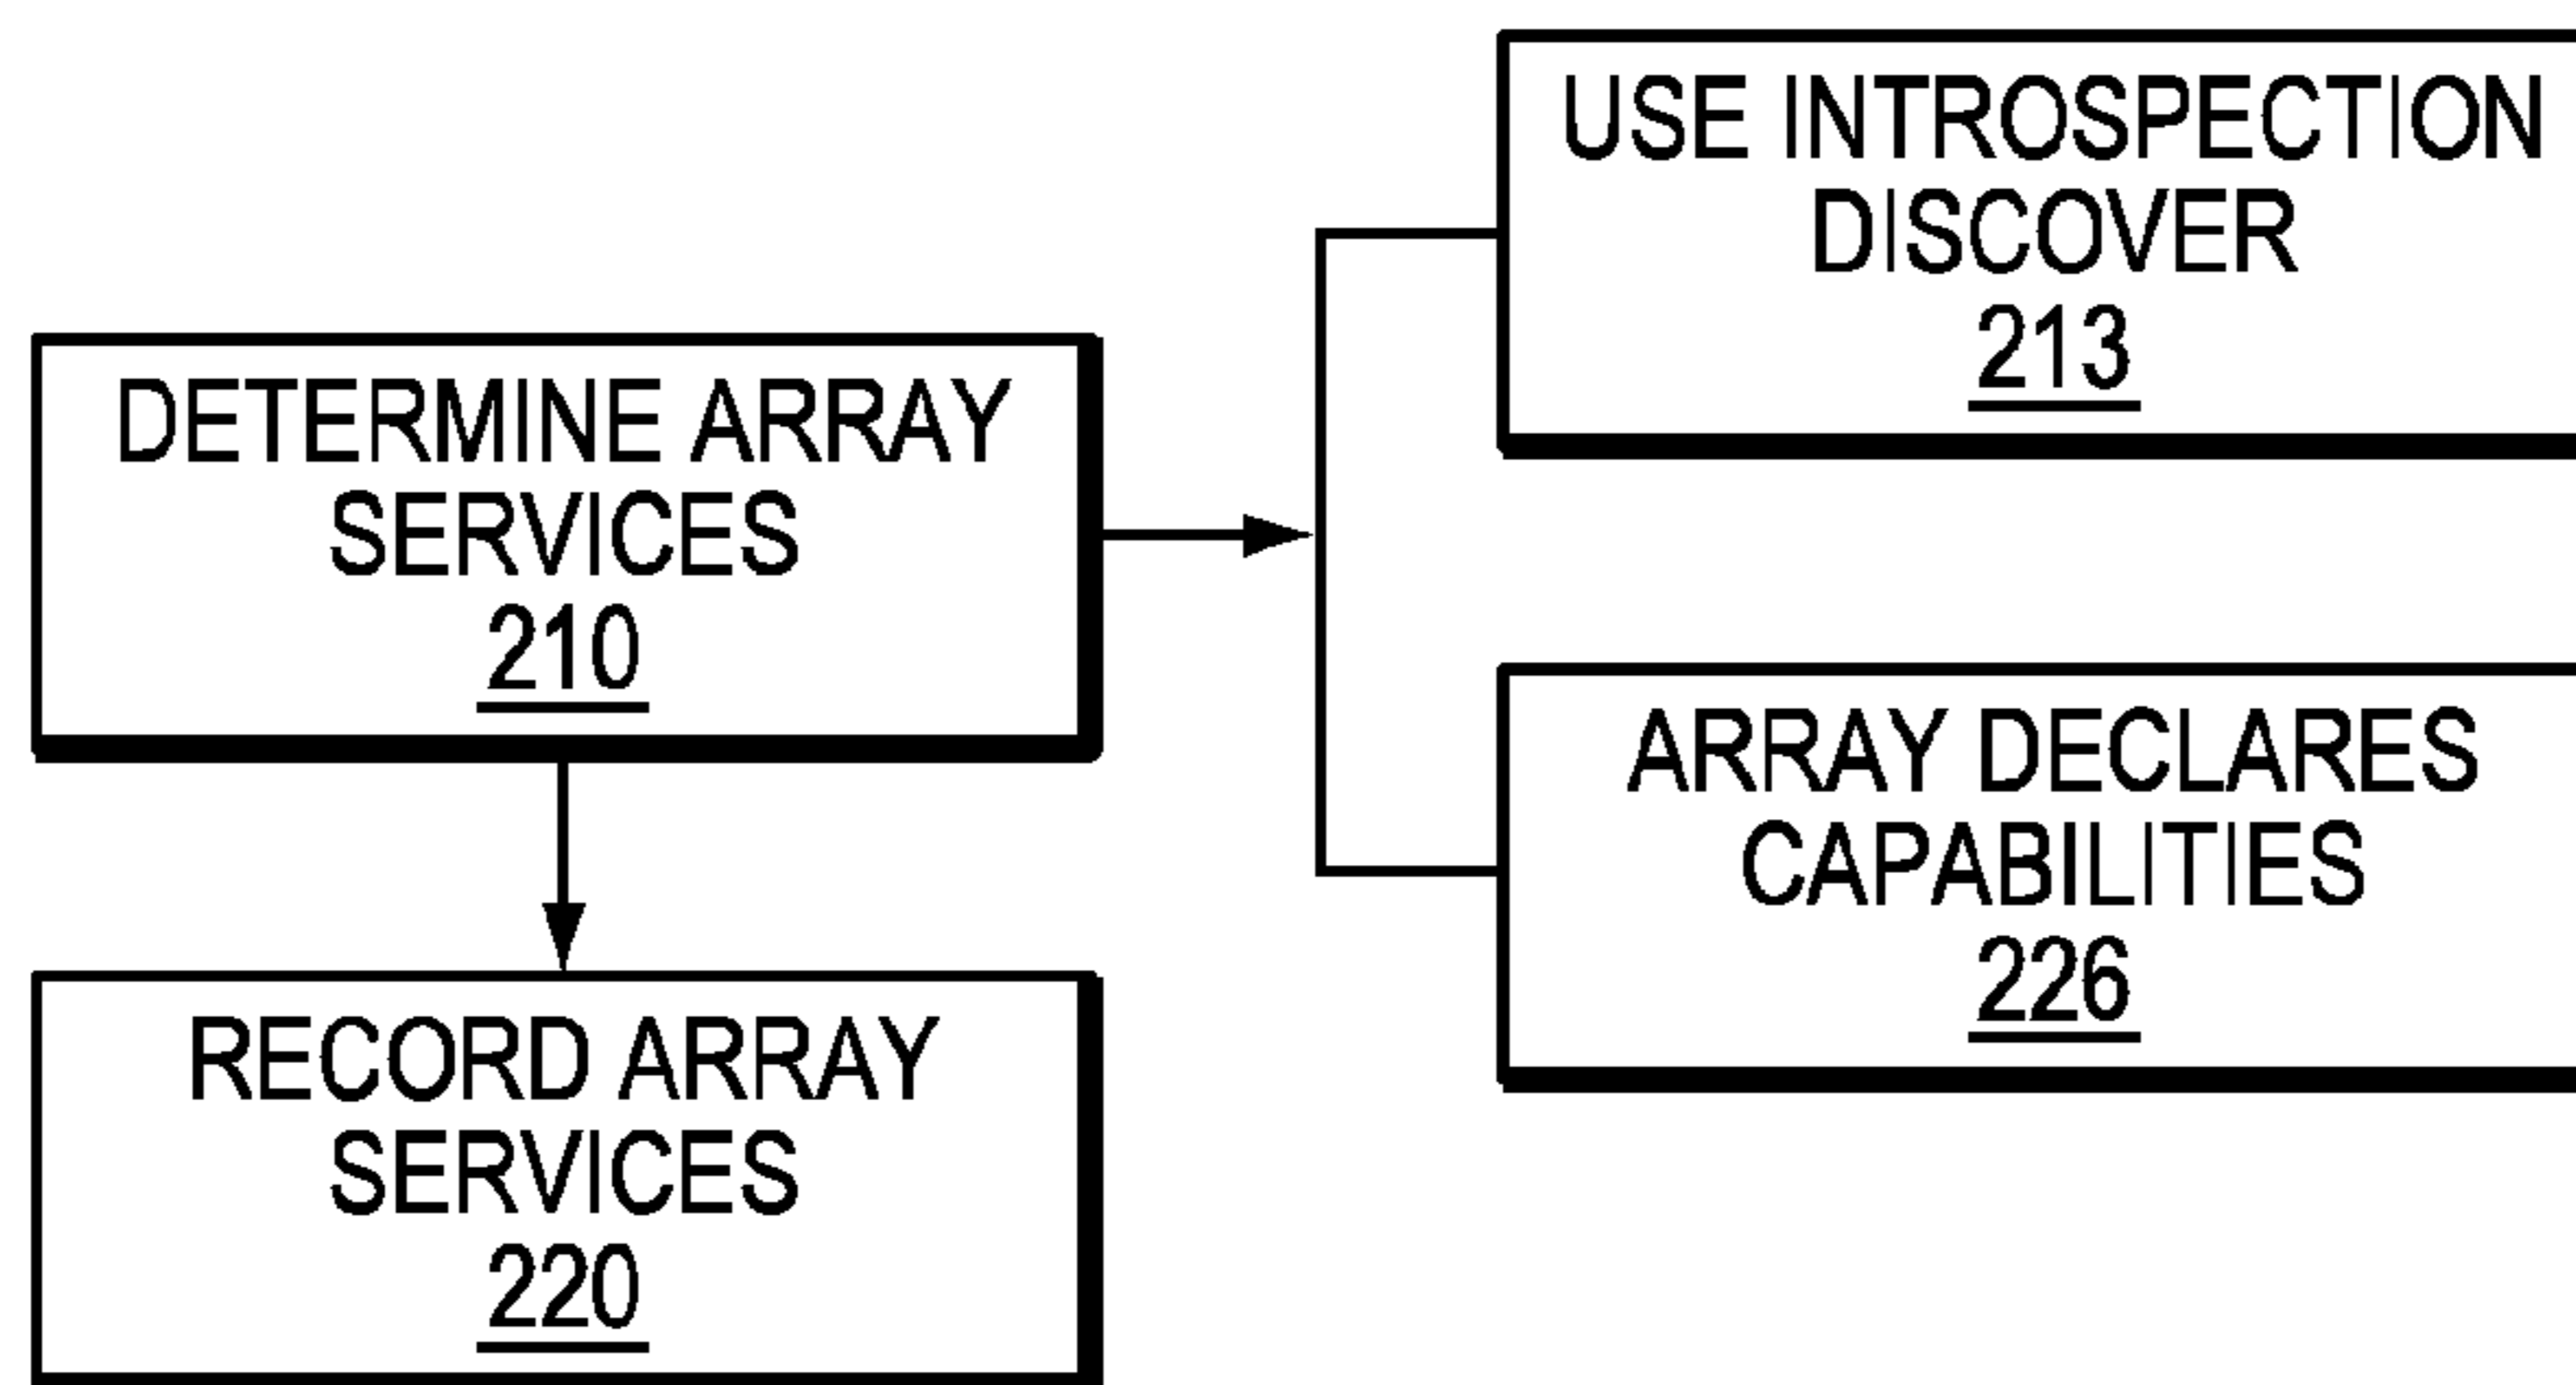 USE INTROSPECTION
DISCOVER
213
DETERMINE ARRAY
SERVICES
210
ARRAY DECLARES
CAPABILITIES
226
RECORD ARRAY
SERVICES
220